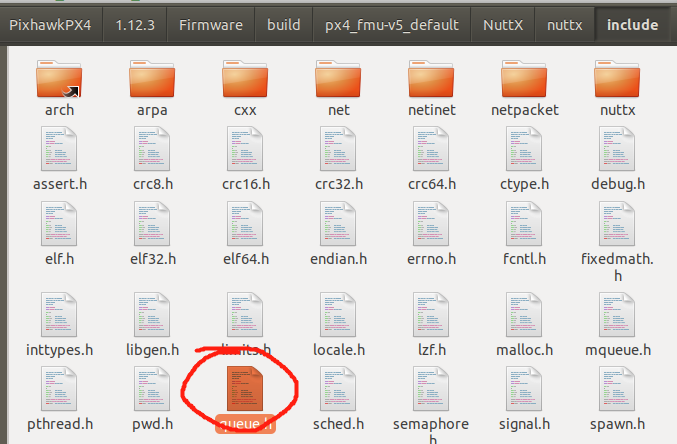 PixhawkPX4 1.12.3 Firmware build px4_fmu-v5_default NuttX nuttx include
arch arpa cxx net netinet netpacket nuttx
assert.h crc8.h crc16.h crc32.h crc64.h ctype.h debug.h
elf.h elf32.h elf64.h endian.h errno.h fcntl.h fixedmath.
h
inttypes.h libgen.h limits.h locale.h lzf.h malloc.h mqueue.h
pthread.h pwd.h queue.h sched.h semaphore signal.h spawn.h
h